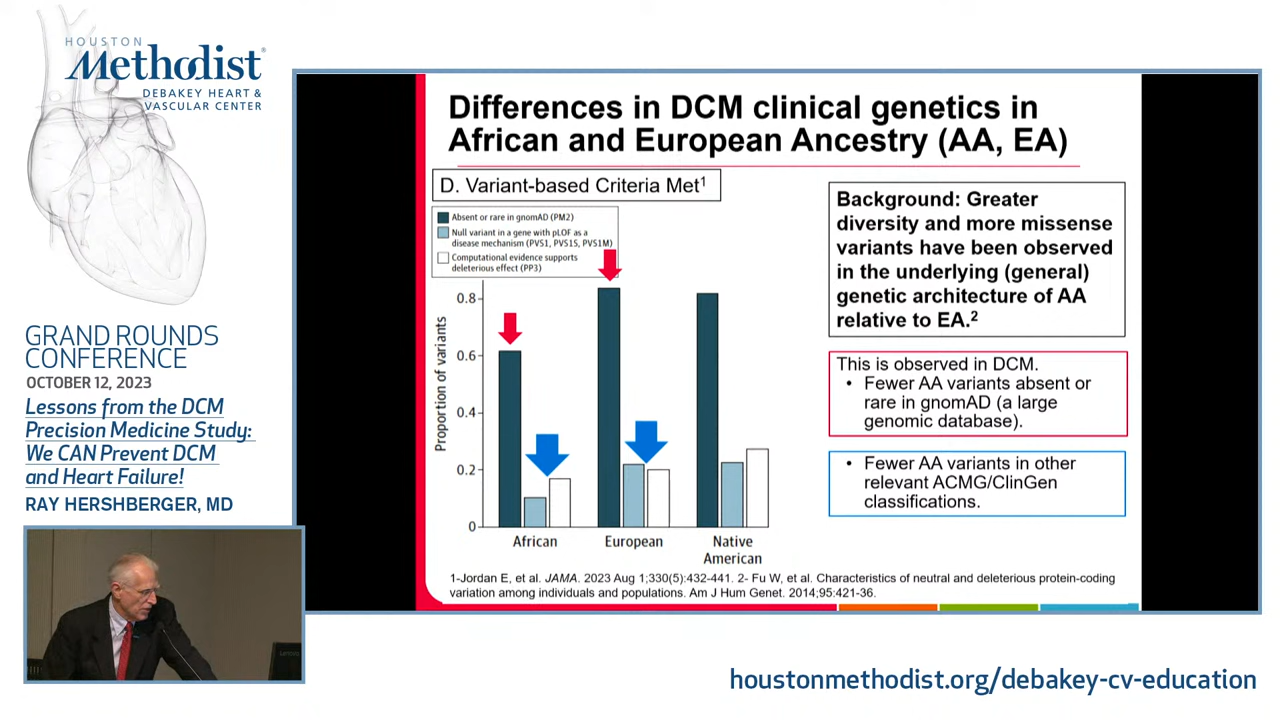 HOUSTON
Methodist®
DEBAKEY HEART &
VASCULAR CENTER
GRAND ROUNDS
CONFERENCE
OCTOBER 12, 2023
Lessons from the DCM
Precision Medicine Study:
We CAN Prevent DCM
and Heart Failure!
RAY HERSHBERGER, MD
Differences in DCM clinical genetics in
African and European Ancestry (AA, EA)
D. Variant-based Criteria Met1
Absent or rare in gnomAD (PM2)
Null variant in a gene with pLOF as a
disease mechanism (PVS1, PVS1S, PVS1M)
Computational evidence supports
deleterious effect (PP3)
Proportion of variants
0.8
0.6
0.4
0.2
0
African
European
Native
American
Background: Greater
diversity and more missense
variants have been observed
in the underlying (general)
genetic architecture of AA
relative to EA.2
This is observed in DCM.
• Fewer AA variants absent or
rare in gnomAD (a large
genomic database).
• Fewer AA variants in other
relevant ACMG/ClinGen
classifications.
1-Jordan E, et al. JAMA. 2023 Aug 1;330(5):432-441. 2- Fu W, et al. Characteristics of neutral and deleterious protein-coding
variation among individuals and populations. Am J Hum Genet. 2014;95:421-36.
houstonmethodist.org/debakey-cv-education